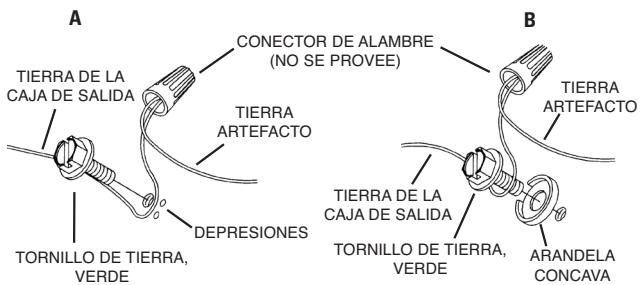 A
B
CONECTOR DE ALAMBRE
(NO SE PROVEE)
TIERRA DE LA
CAJA DE SALIDA
TIERRA
ARTEFACTO
TIERRA
ARTEFACTO
DEPRESIONES
TORNILLO DE TIERRA,
VERDE
TIERRA DE LA
CAJA DE SALIDA
TORNILLO DE TIERRA,
VERDE
ARANDELA
CONCAVA